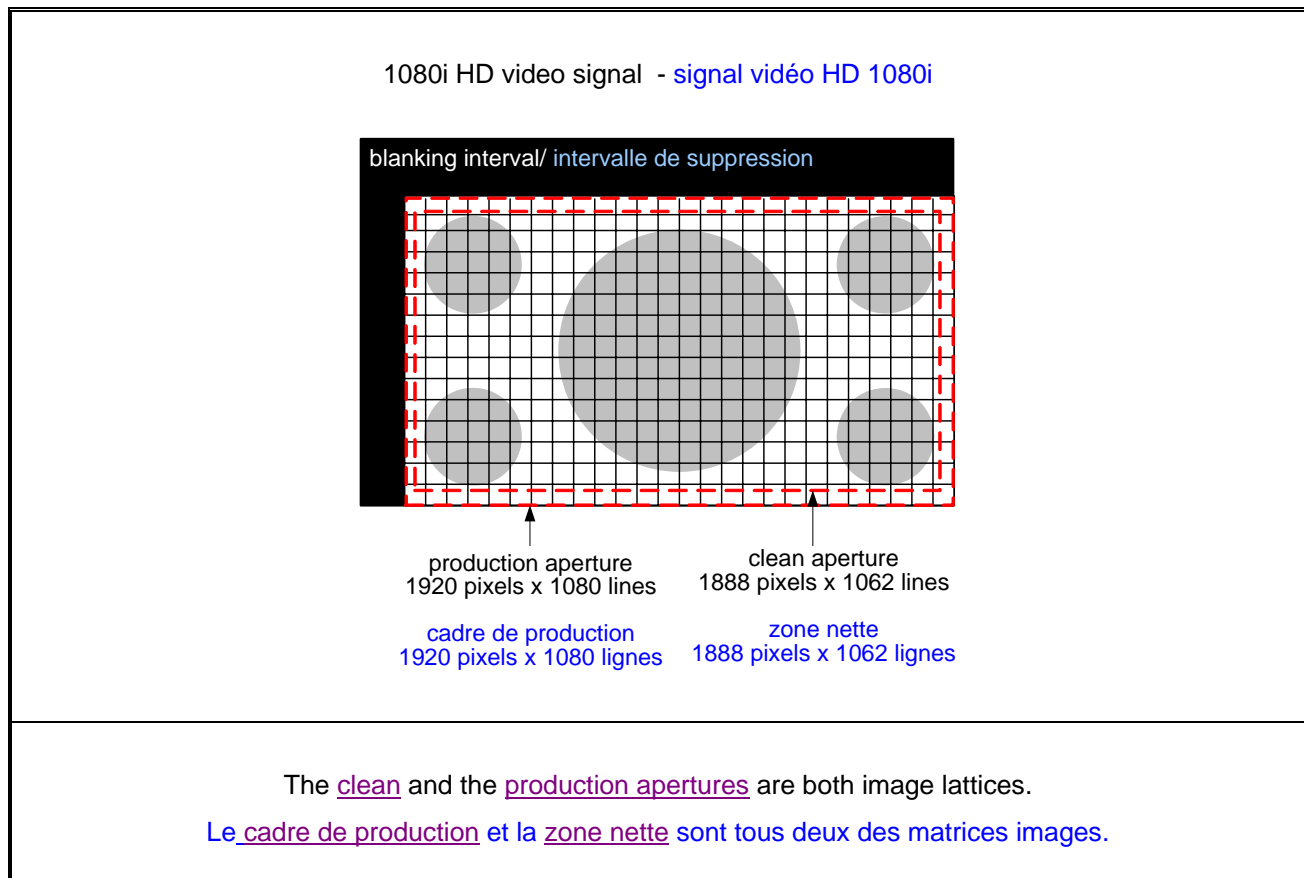 1080i HD video signal - signal vidéo HD 1080i
blanking interval/ intervalle de suppression
production aperture
1920 pixels x 1080 lines
cadre de production
1920 pixels x 1080 lignes
clean aperture
1888 pixels x 1062 lines
zone nette
1888 pixels x 1062 lignes
The clean and the production apertures are both image lattices.
Le cadre de production et la zone nette sont tous deux des matrices images.